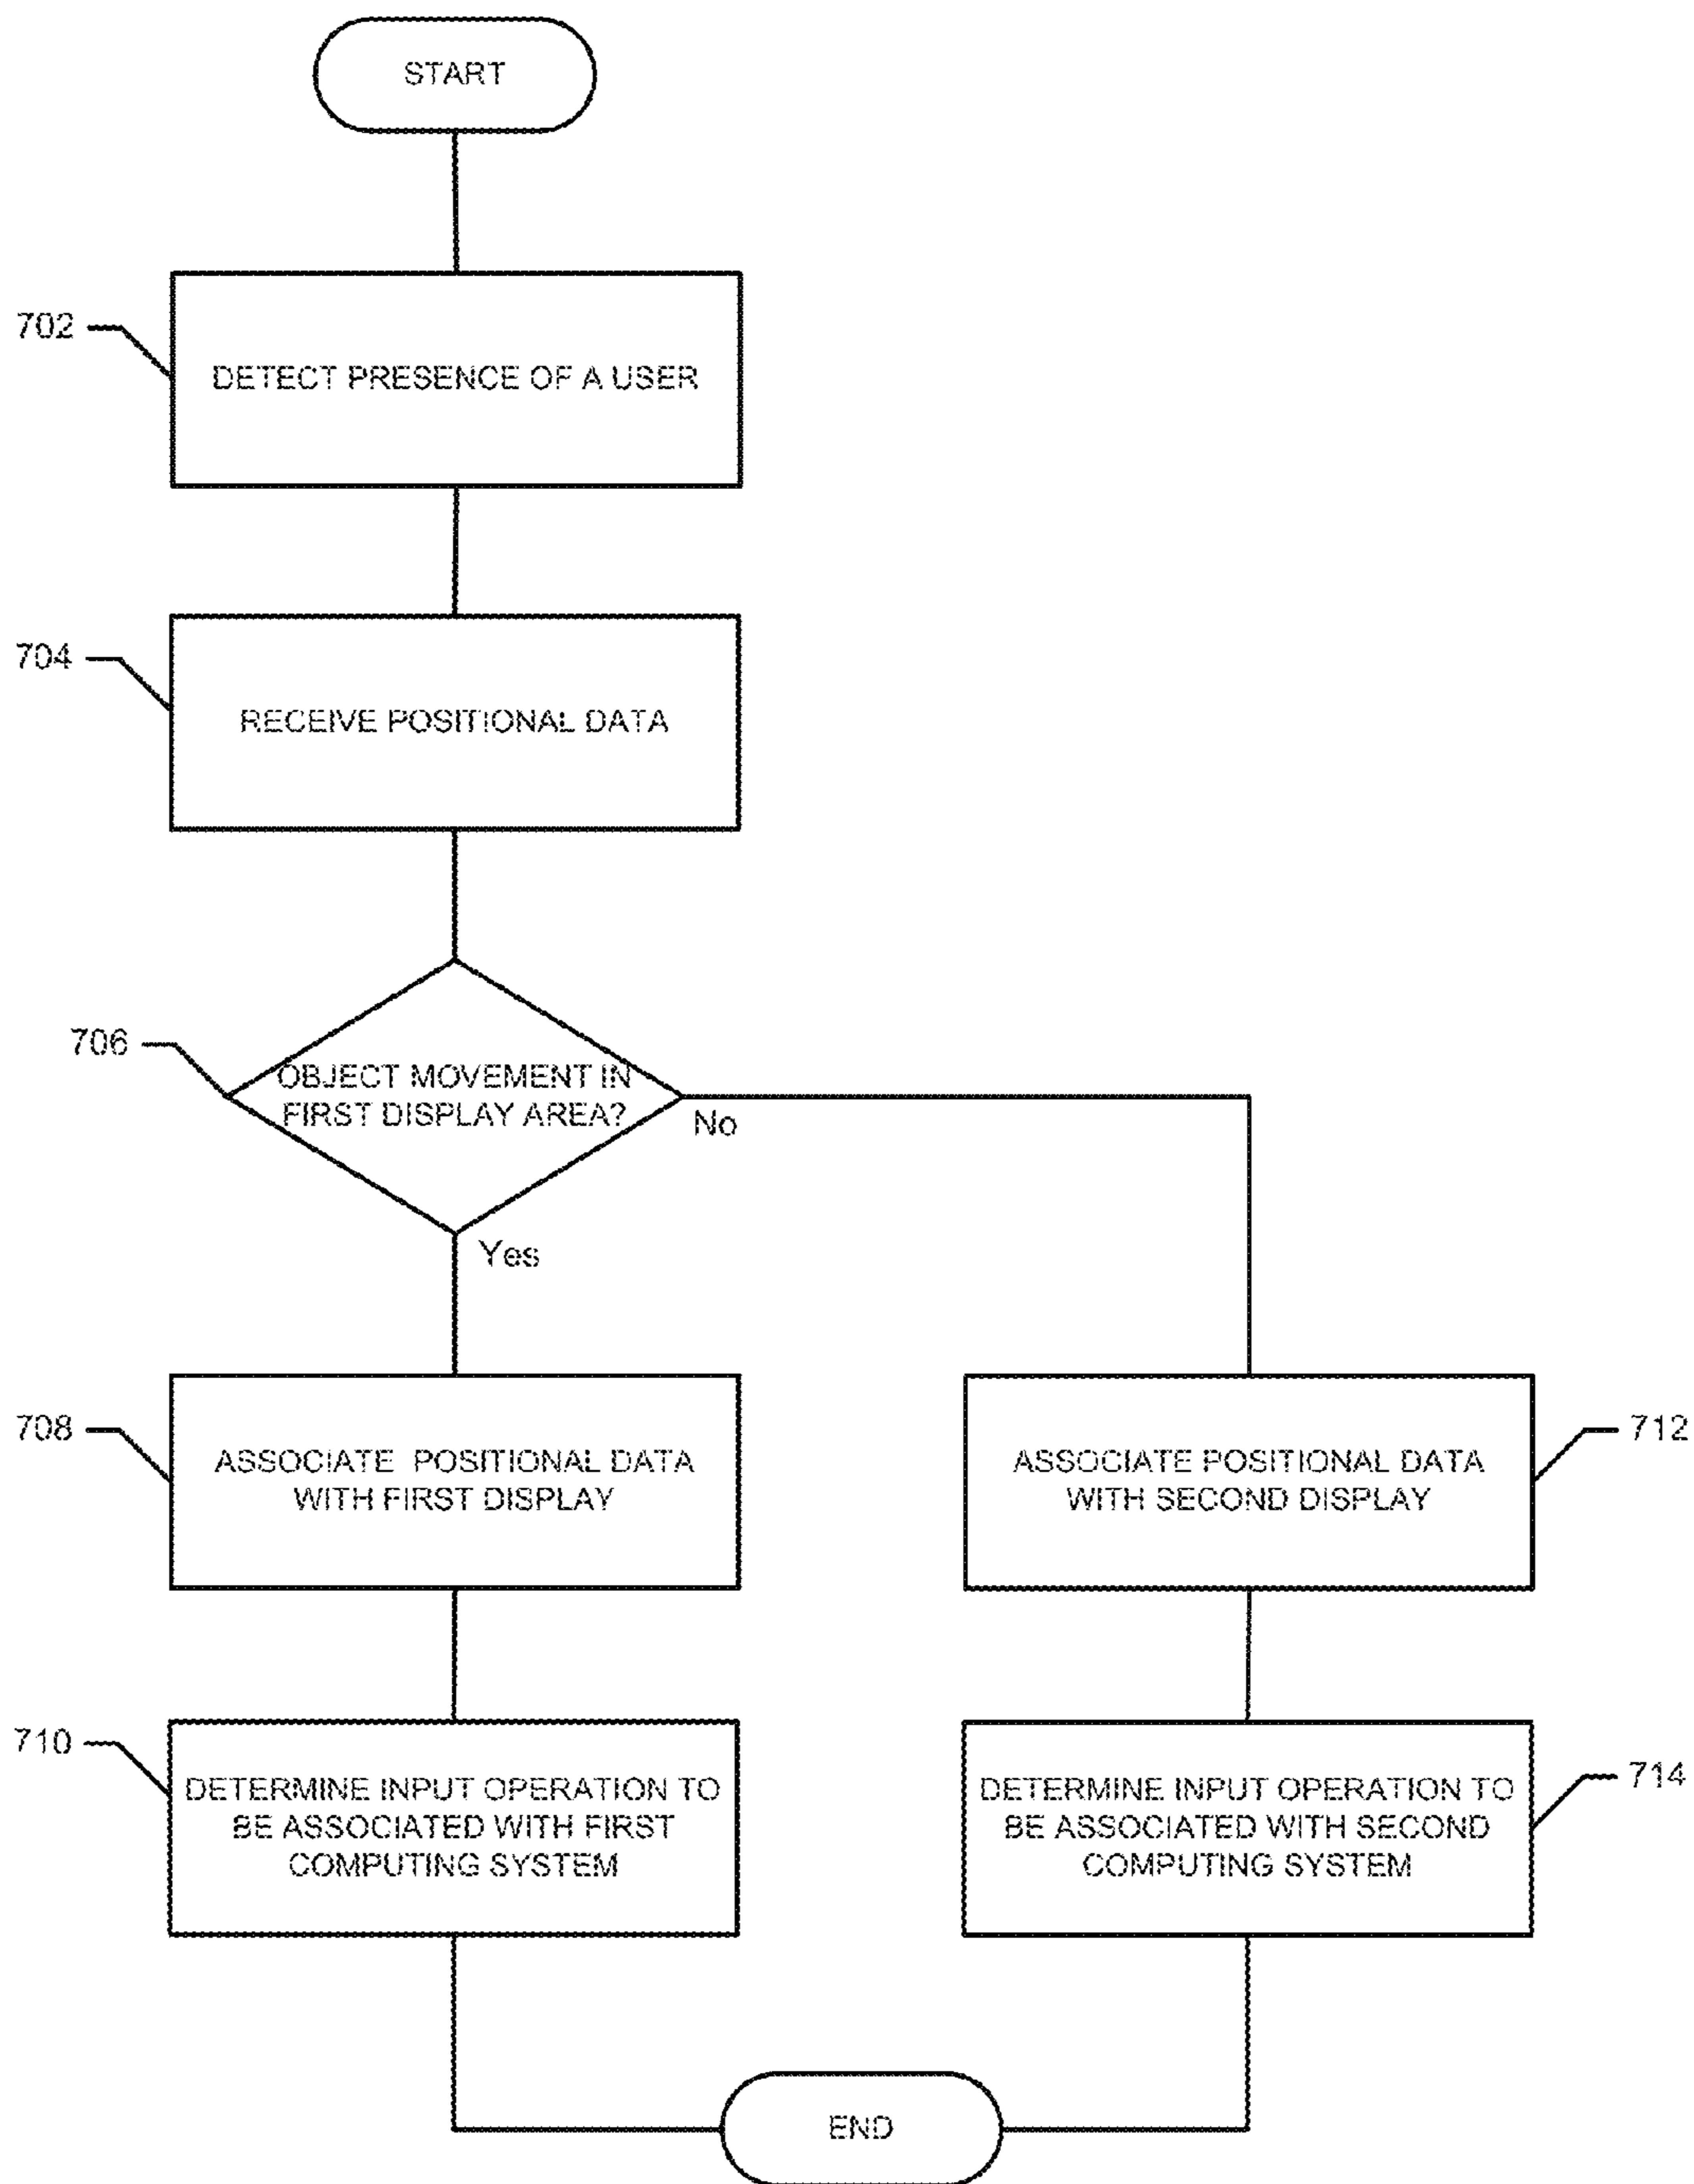 START
702
DETECT PRESENCE OF A USER
704
RECEIVE POSITIONAL DATA
706
OBJECT MOVEMENT IN
FIRST DISPLAY AREA?
No
Yes
708
ASSOCIATE POSITIONAL DATA
WITH FIRST DISPLAY
712
ASSOCIATE POSITIONAL DATA
WITH SECOND DISPLAY
710
DETERMINE INPUT OPERATION TO
BE ASSOCIATED WITH FIRST
COMPUTING SYSTEM
714
DETERMINE INPUT OPERATION TO
BE ASSOCIATED WITH SECOND
COMPUTING SYSTEM
END